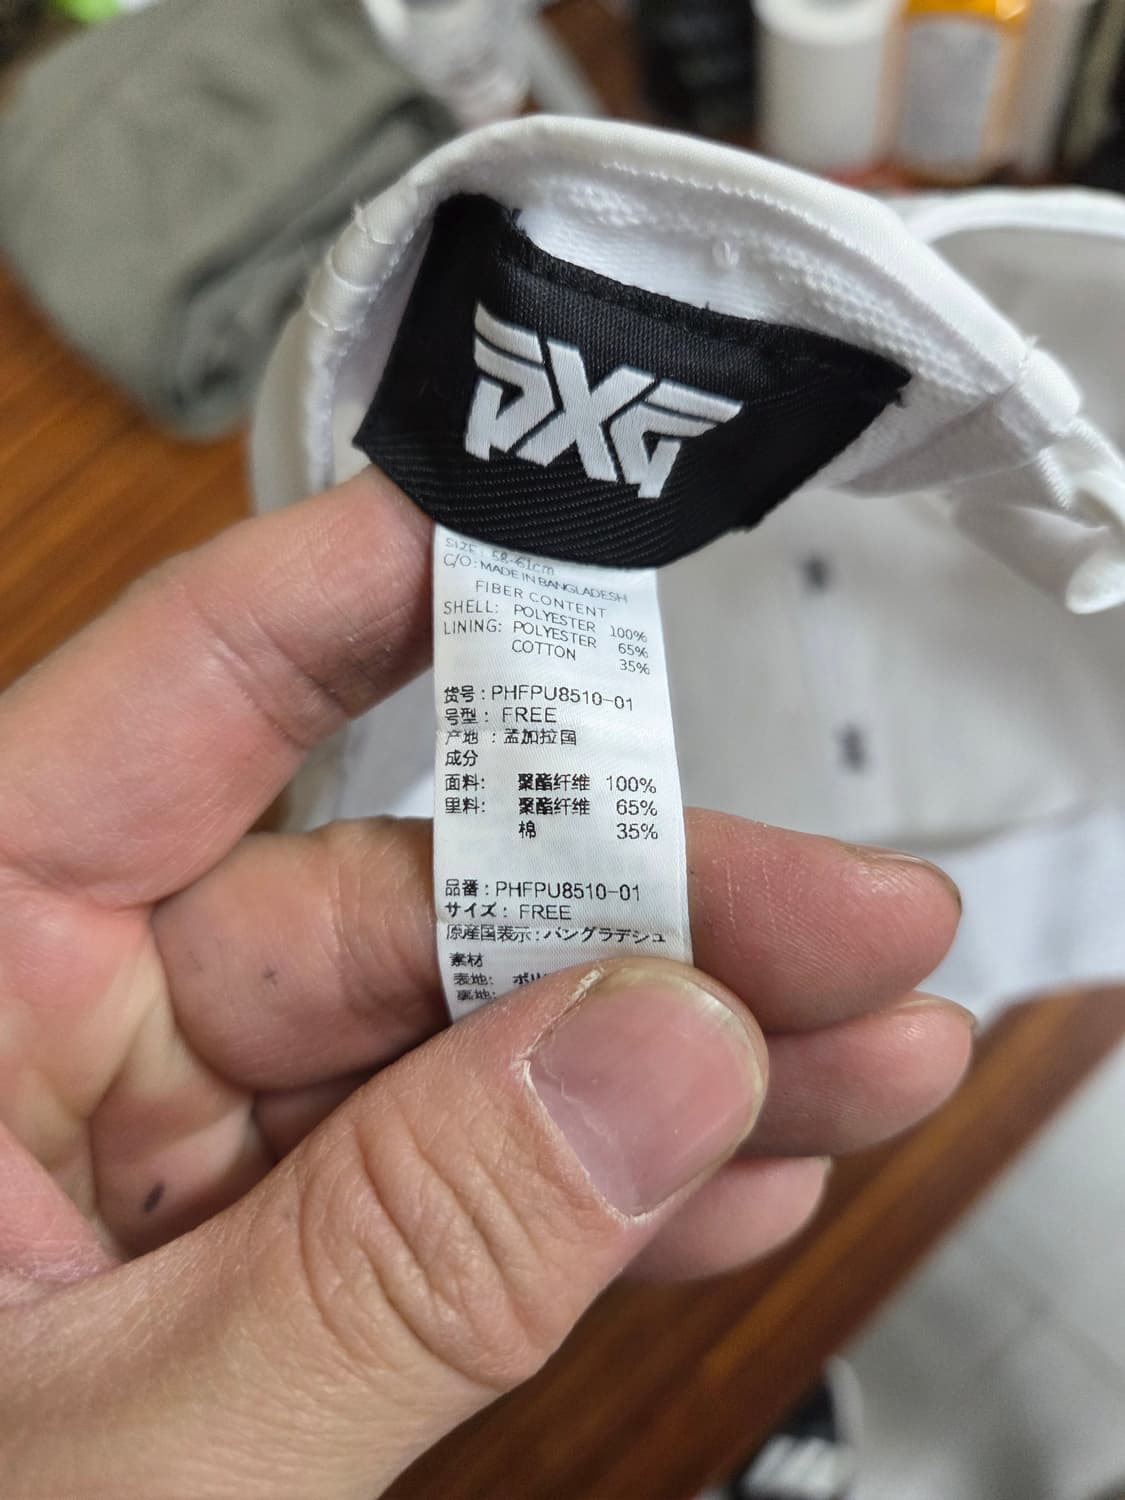 PXG
SIZE: 58-61cm
C/O: MADE IN BANGLADESH
FIBER CONTENT
SHELL: POLYESTER 100%
LINING: POLYESTER 65%
COTTON 35%
货号: PHFPU8510-01
号型: FREE
产地: 孟加拉国
成分
面料: 聚酯纤维 100%
里料: 聚酯纤维 65%
棉 35%
品番: PHFPU8510-01
サイズ: FREE
原産国表示: バングラデシュ
素材
表地:
裏地: